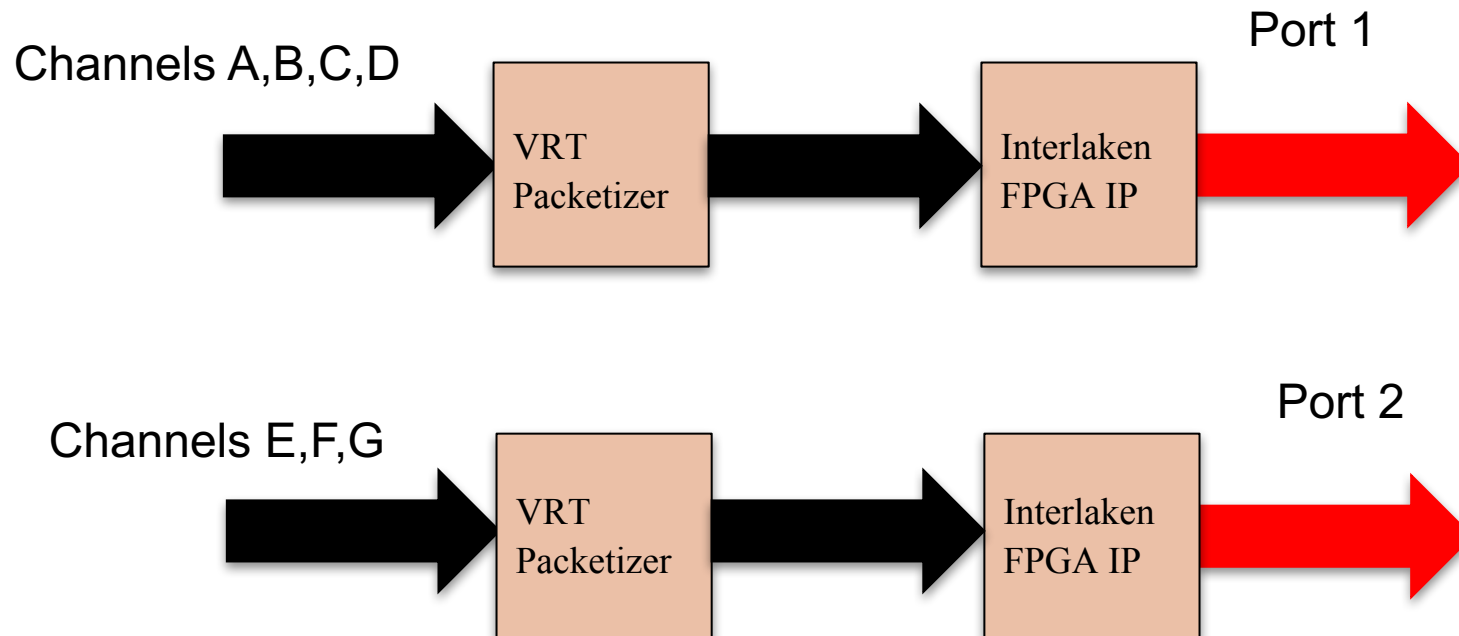 Port 1
Channels A,B,C,D
VRT
Packetizer
Interlaken
FPGA IP
Port 2
Channels E,F,G
VRT
Packetizer
Interlaken
FPGA IP